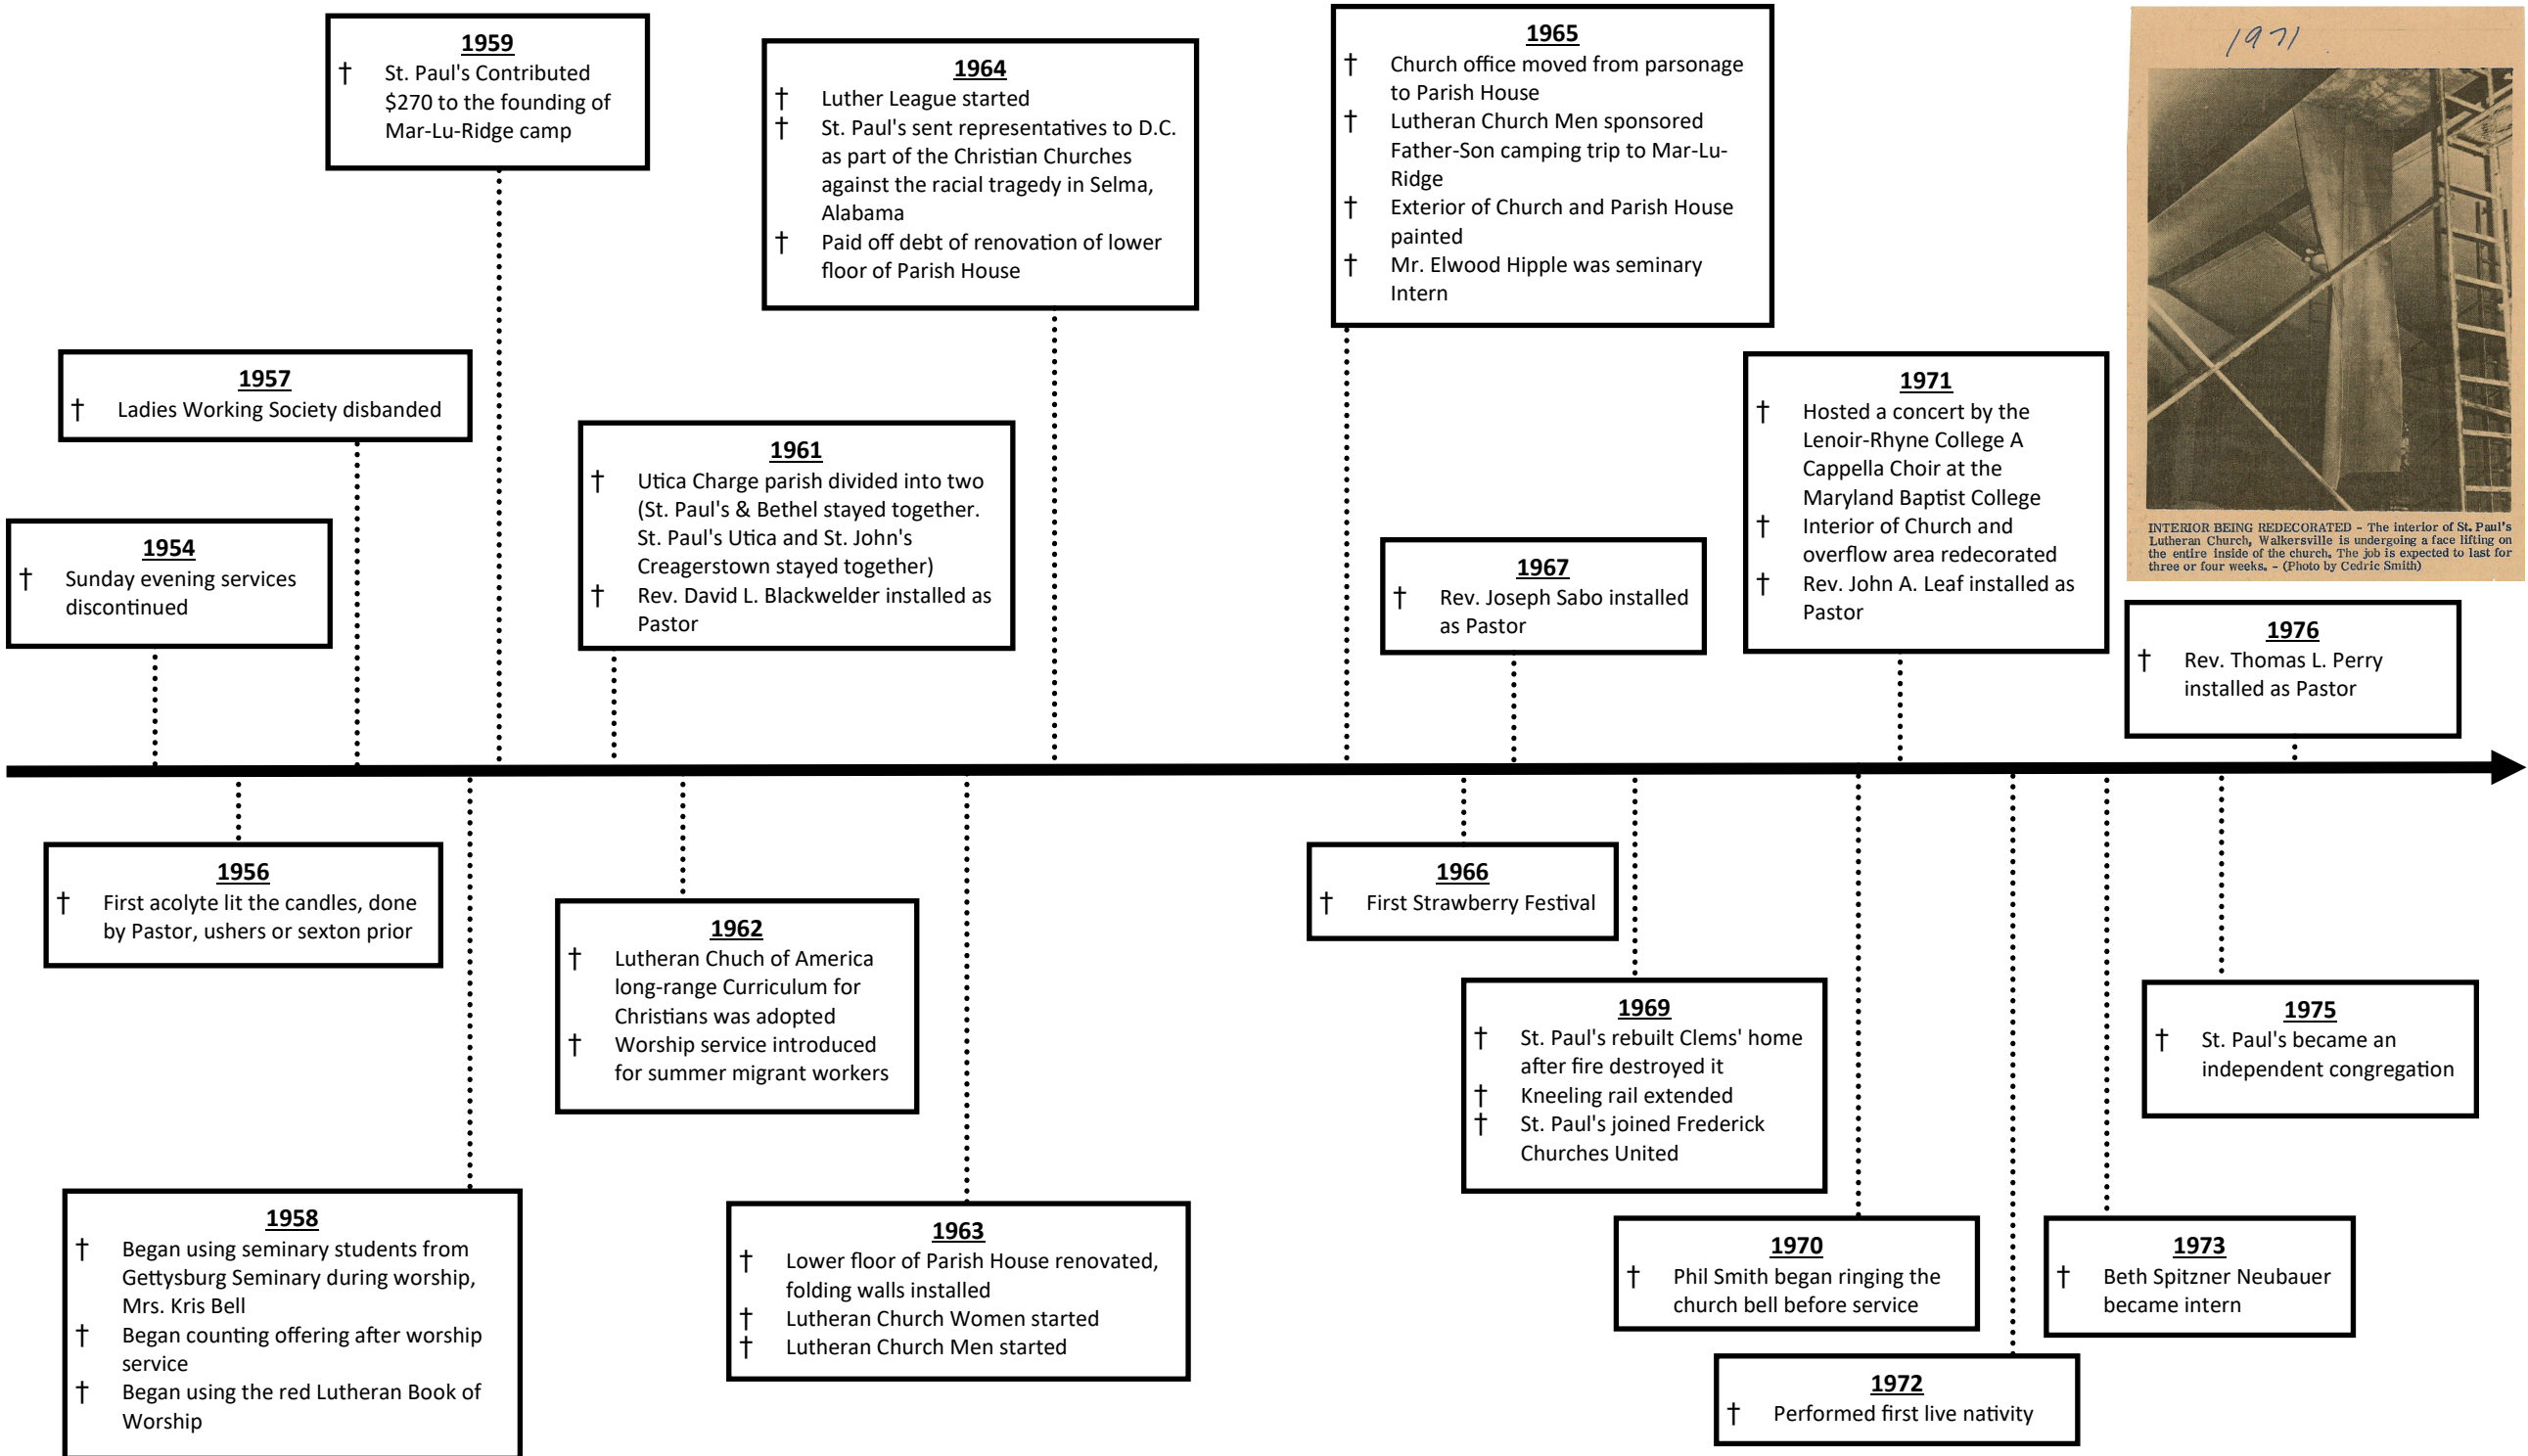 1959
† St. Paul's Contributed
$270 to the founding of
Mar-Lu-Ridge camp
1964
† Luther League started
† St. Paul's sent representatives to D.C.
as part of the Christian Churches
against the racial tragedy in Selma,
Alabama
† Paid off debt of renovation of lower
floor of Parish House
1965
† Church office moved from parsonage
to Parish House
† Lutheran Church Men sponsored
Father-Son camping trip to Mar-Lu-
Ridge
† Exterior of Church and Parish House
painted
† Mr. Elwood Hipple was seminary
Intern
1971
INTERIOR BEING REDECORATED - The interior of St. Paul's
Lutheran Church, Walkersville is undergoing a face lifting on
the entire inside of the church. The job is expected to last for
three or four weeks. - (Photo by Cedric Smith)
1957
† Ladies Working Society disbanded
1961
† Utica Charge parish divided into two
(St. Paul's & Bethel stayed together.
St. Paul's Utica and St. John's
Creagerstown stayed together)
† Rev. David L. Blackwelder installed as
Pastor
1971
† Hosted a concert by the
Lenoir-Rhyne College A
Cappella Choir at the
Maryland Baptist College
† Interior of Church and
overflow area redecorated
† Rev. John A. Leaf installed as
Pastor
1954
† Sunday evening services
discontinued
1967
† Rev. Joseph Sabo installed
as Pastor
1976
† Rev. Thomas L. Perry
installed as Pastor
1956
† First acolyte lit the candles, done
by Pastor, ushers or sexton prior
1962
† Lutheran Chuch of America
long-range Curriculum for
Christians was adopted
† Worship service introduced
for summer migrant workers
1966
† First Strawberry Festival
1969
† St. Paul's rebuilt Clems' home
after fire destroyed it
† Kneeling rail extended
† St. Paul's joined Frederick
Churches United
1975
† St. Paul's became an
independent congregation
1958
† Began using seminary students from
Gettysburg Seminary during worship,
Mrs. Kris Bell
† Began counting offering after worship
service
† Began using the red Lutheran Book of
Worship
1963
† Lower floor of Parish House renovated,
folding walls installed
† Lutheran Church Women started
† Lutheran Church Men started
1970
† Phil Smith began ringing the
church bell before service
1973
† Beth Spitzner Neubauer
became intern
1972
† Performed first live nativity